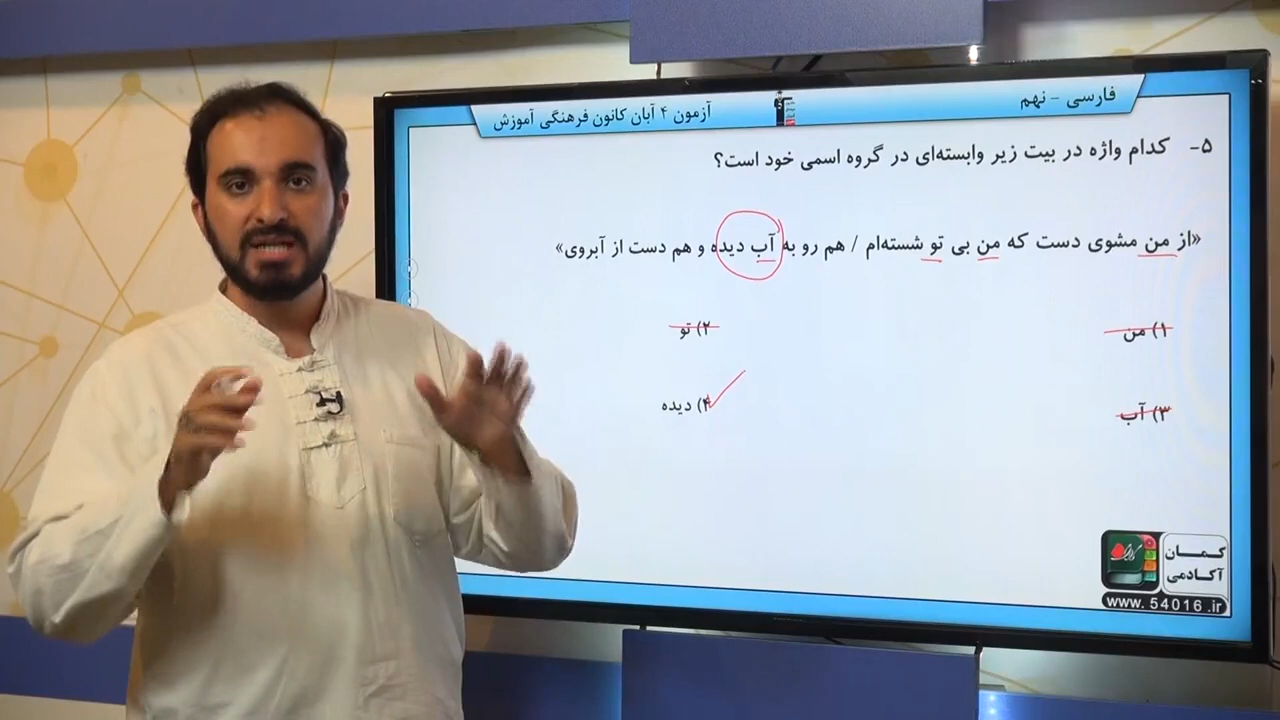 فارسی - نهم
آزمون ۴ آبان کانون فرهنگی آموزش
۵- کدام واژه در بیت زیر وابسته‌ای در گروه اسمی خود است؟
«از من مشوی دست که من بی تو شسته‌ام / هم رو به آب دیده و هم دست از آبروی»
۱) من
۲) تو
۳) آب
۴) دیده
کمان
آکادمی
www.54016.ir